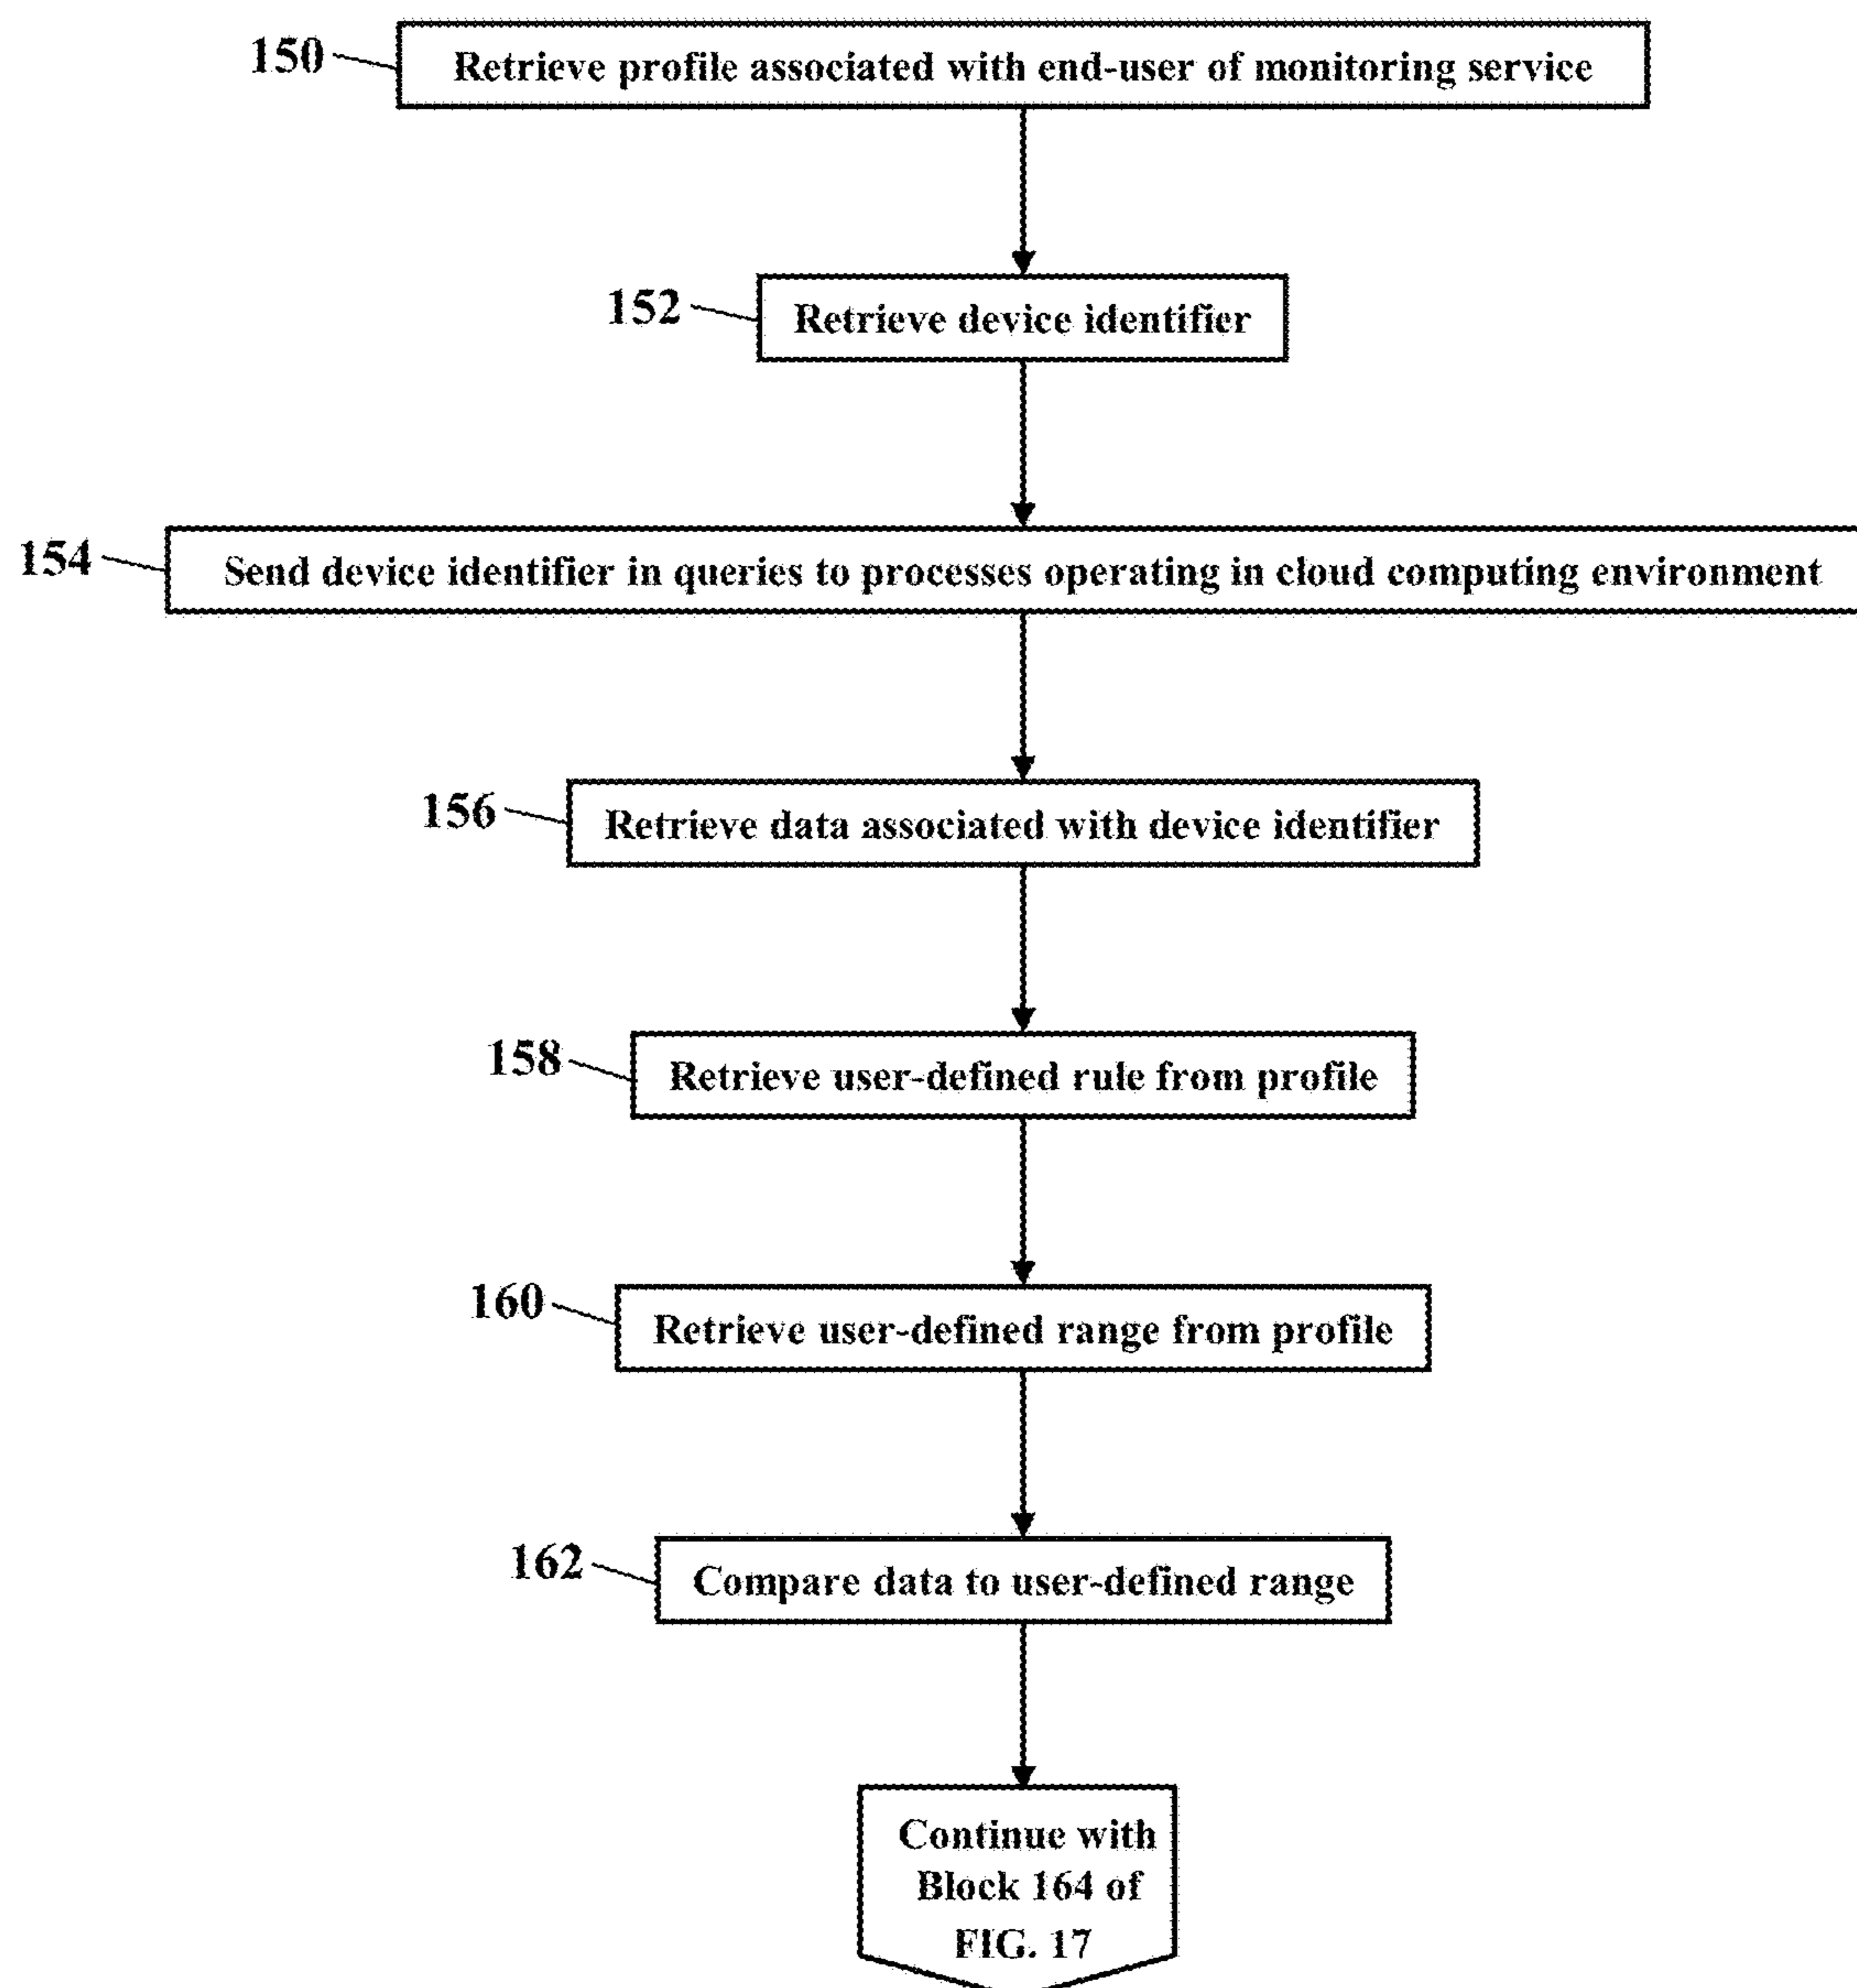 150
Retrieve profile associated with end-user of monitoring service
152
Retrieve device identifier
154
Send device identifier in queries to processes operating in cloud computing environment
156
Retrieve data associated with device identifier
158
Retrieve user-defined rule from profile
160
Retrieve user-defined range from profile
162
Compare data to user-defined range
Continue with
Block 164 of
FIG. 17